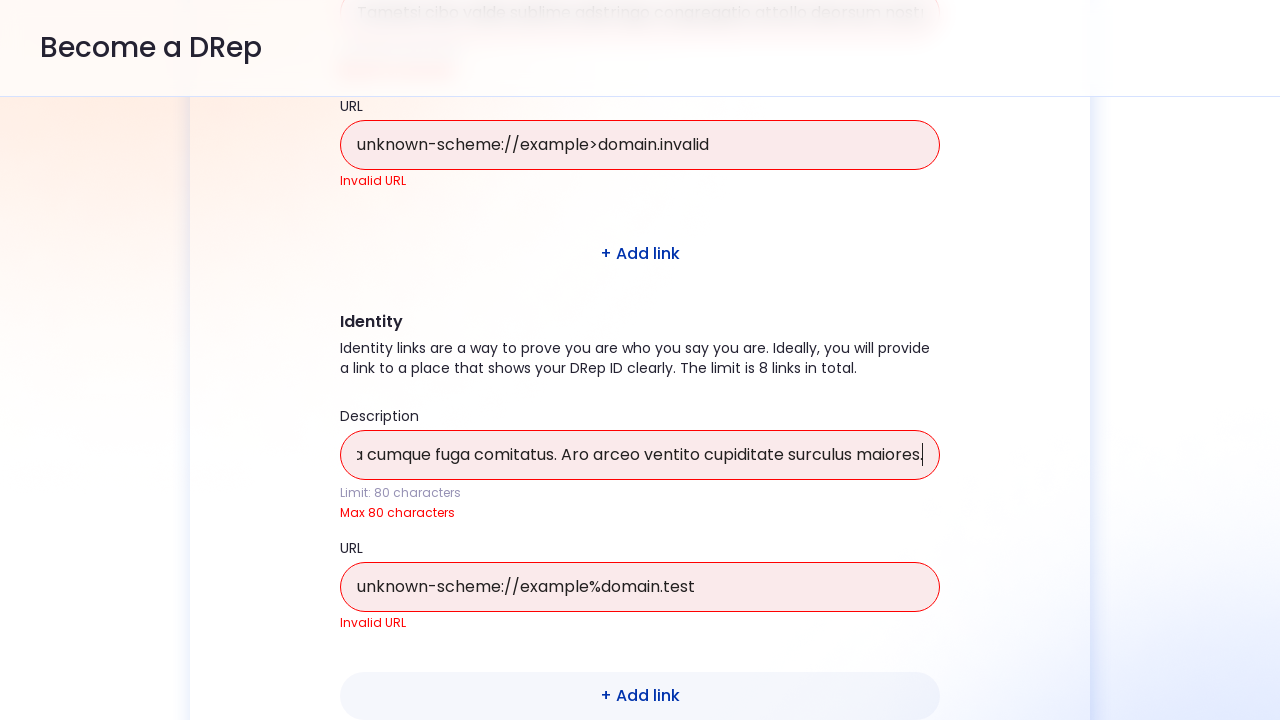 Become a DRep
URL
unknown-scheme://example>domain.invalid
Invalid URL
+ Add link
Identity
Identity links are a way to prove you are who you say you are. Ideally, you will provide
a link to a place that shows your DRep ID clearly. The limit is 8 links in total.
Description
a cumque fuga comitatus. Aro arceo ventito cupiditate surculus maiores.
Limit: 80 characters
Max 80 characters
URL
unknown-scheme://example%domain.test
Invalid URL
+ Add link